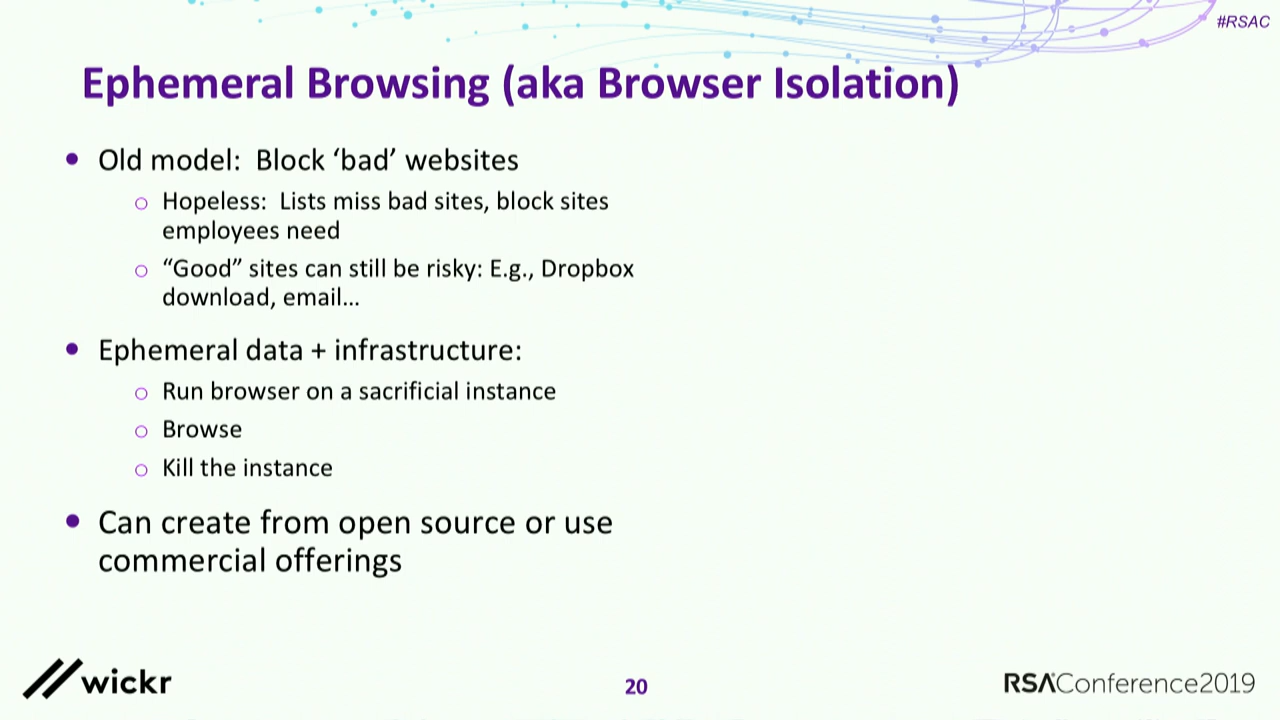 #RSAC
Ephemeral Browsing (aka Browser Isolation)
• Old model:  Block ‘bad’ websites
○ Hopeless:  Lists miss bad sites, block sites
employees need
○ “Good” sites can still be risky: E.g., Dropbox
download, email...
• Ephemeral data + infrastructure:
○ Run browser on a sacrificial instance
○ Browse
○ Kill the instance
• Can create from open source or use
commercial offerings
wickr
20
RSAConference2019